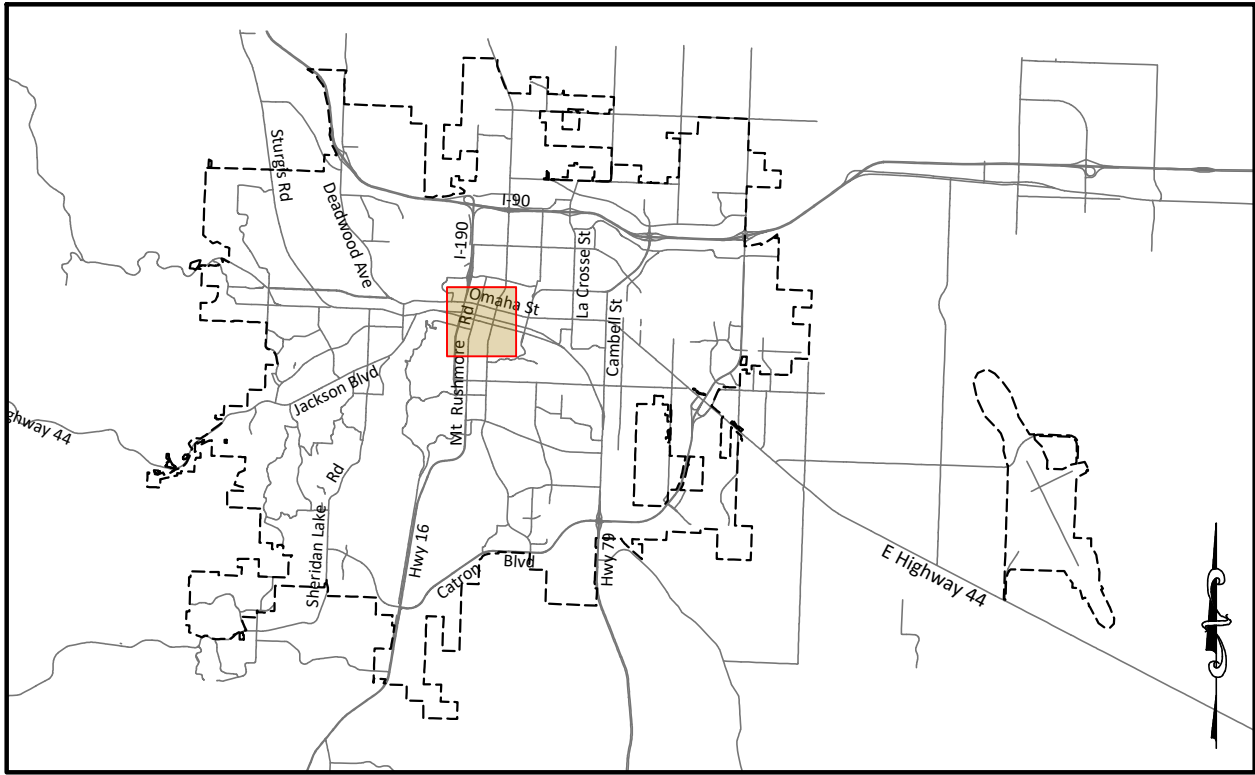 Sturgis Rd
Deadwood Ave
I-90
I-190
La Crosse St
Omaha St
Rd
Mt Rushmore
Cambell St
Jackson Blvd
ghway 44
Rd
Sheridan Lake
Hwy 16
Catron
Blvd
Hwy 79
E Highway 44